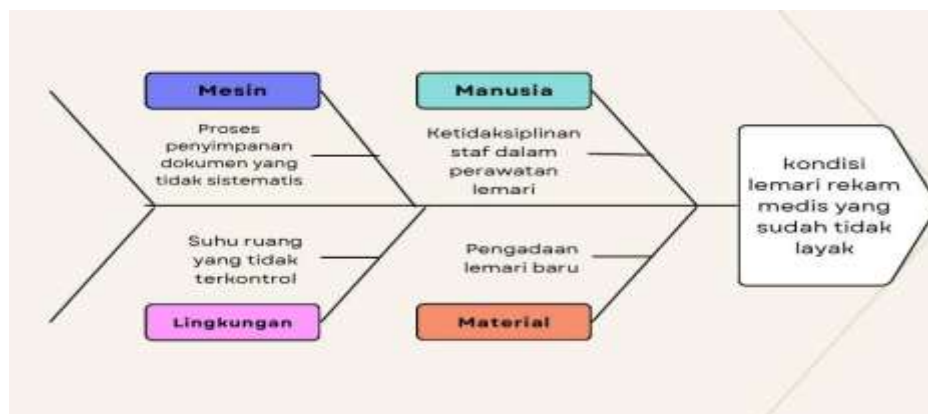 Mesin
Proses
penyimpanan
dokumen yang
tidak sistematis
Manusia
Ketidaksiplinan
staf dalam
perawatan
lemari
kondisi
lemari rekam
medis yang
sudah tidak
layak
Suhu ruang
yang tidak
terkontrol
Lingkungan
Pengadaan
lemari baru
Material